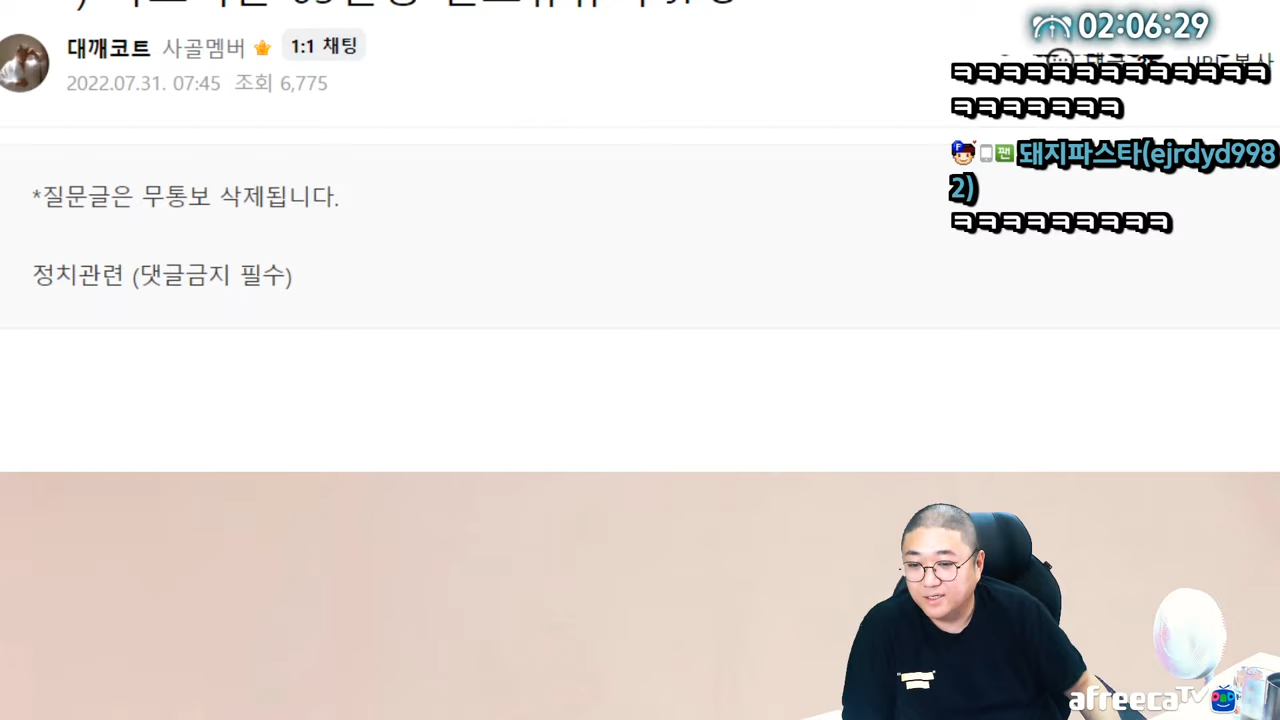 02:06:29
대깨코트 사골멤버 1:1 채팅
2022.07.31. 07:45 조회 6,775
ㅋㅋㅋㅋㅋㅋㅋㅋㅋㅋㅋㅋㅋ
ㅋㅋㅋㅋㅋㅋㅋ
돼지파스타(ejrdyd998
2)
ㅋㅋㅋㅋㅋㅋㅋㅋㅋ
*질문글은 무통보 삭제됩니다.
정치관련 (댓글금지 필수)
afreecaTV